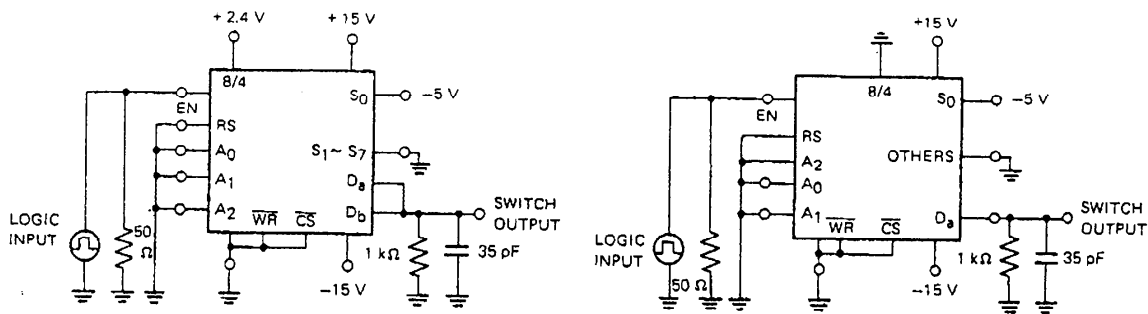 + 2.4 V
+ 15 V
8/4
EN
S0
−5 V
RS
A0
A1
A2
S1 ~ S7
Da
Db
WR
CS
SWITCH
OUTPUT
LOGIC
INPUT
50
Ω
1 kΩ
35 pF
−15 V
+15 V
8/4
EN
S0
−5 V
RS
A2
A0
A1
OTHERS
Da
WR
CS
SWITCH
OUTPUT
LOGIC
INPUT
50 Ω
1 kΩ
35 pF
−15 V